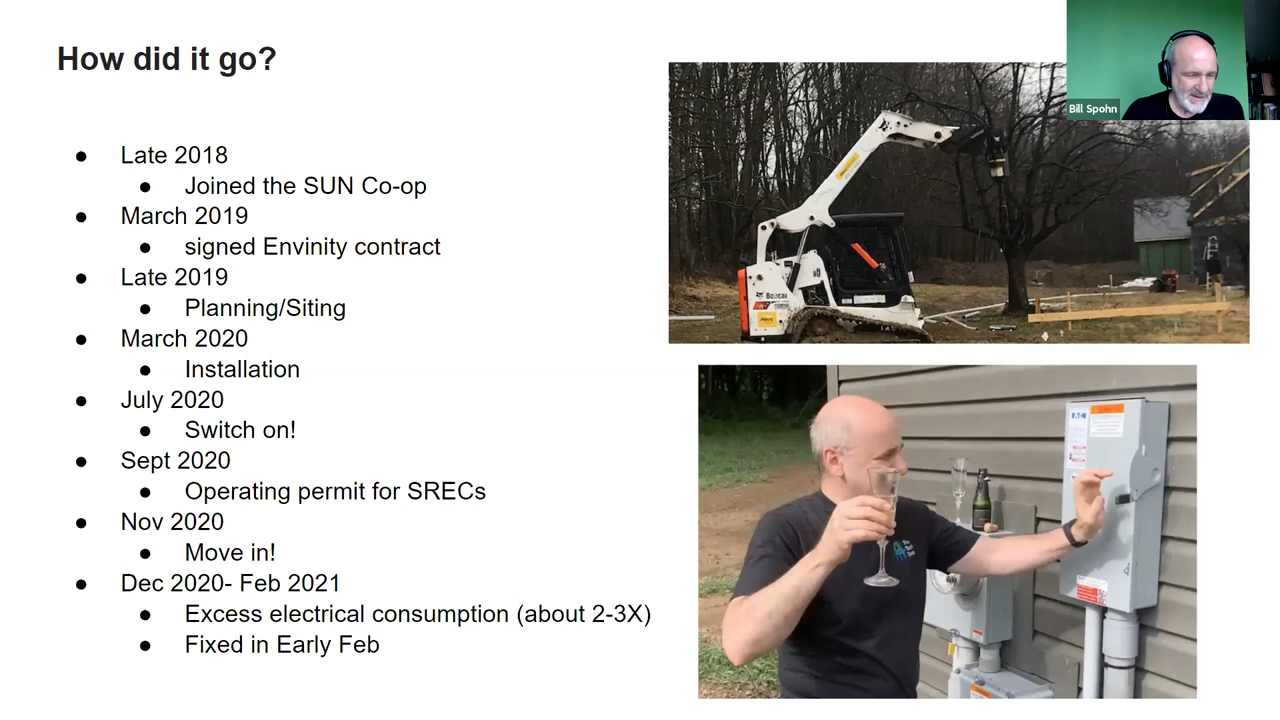 How did it go?
Bill Spohn
● Late 2018
● Joined the SUN Co-op
● March 2019
● signed Envinity contract
● Late 2019
● Planning/Siting
● March 2020
● Installation
● July 2020
● Switch on!
● Sept 2020
● Operating permit for SRECs
● Nov 2020
● Move in!
● Dec 2020- Feb 2021
● Excess electrical consumption (about 2-3X)
● Fixed in Early Feb
Bobcat